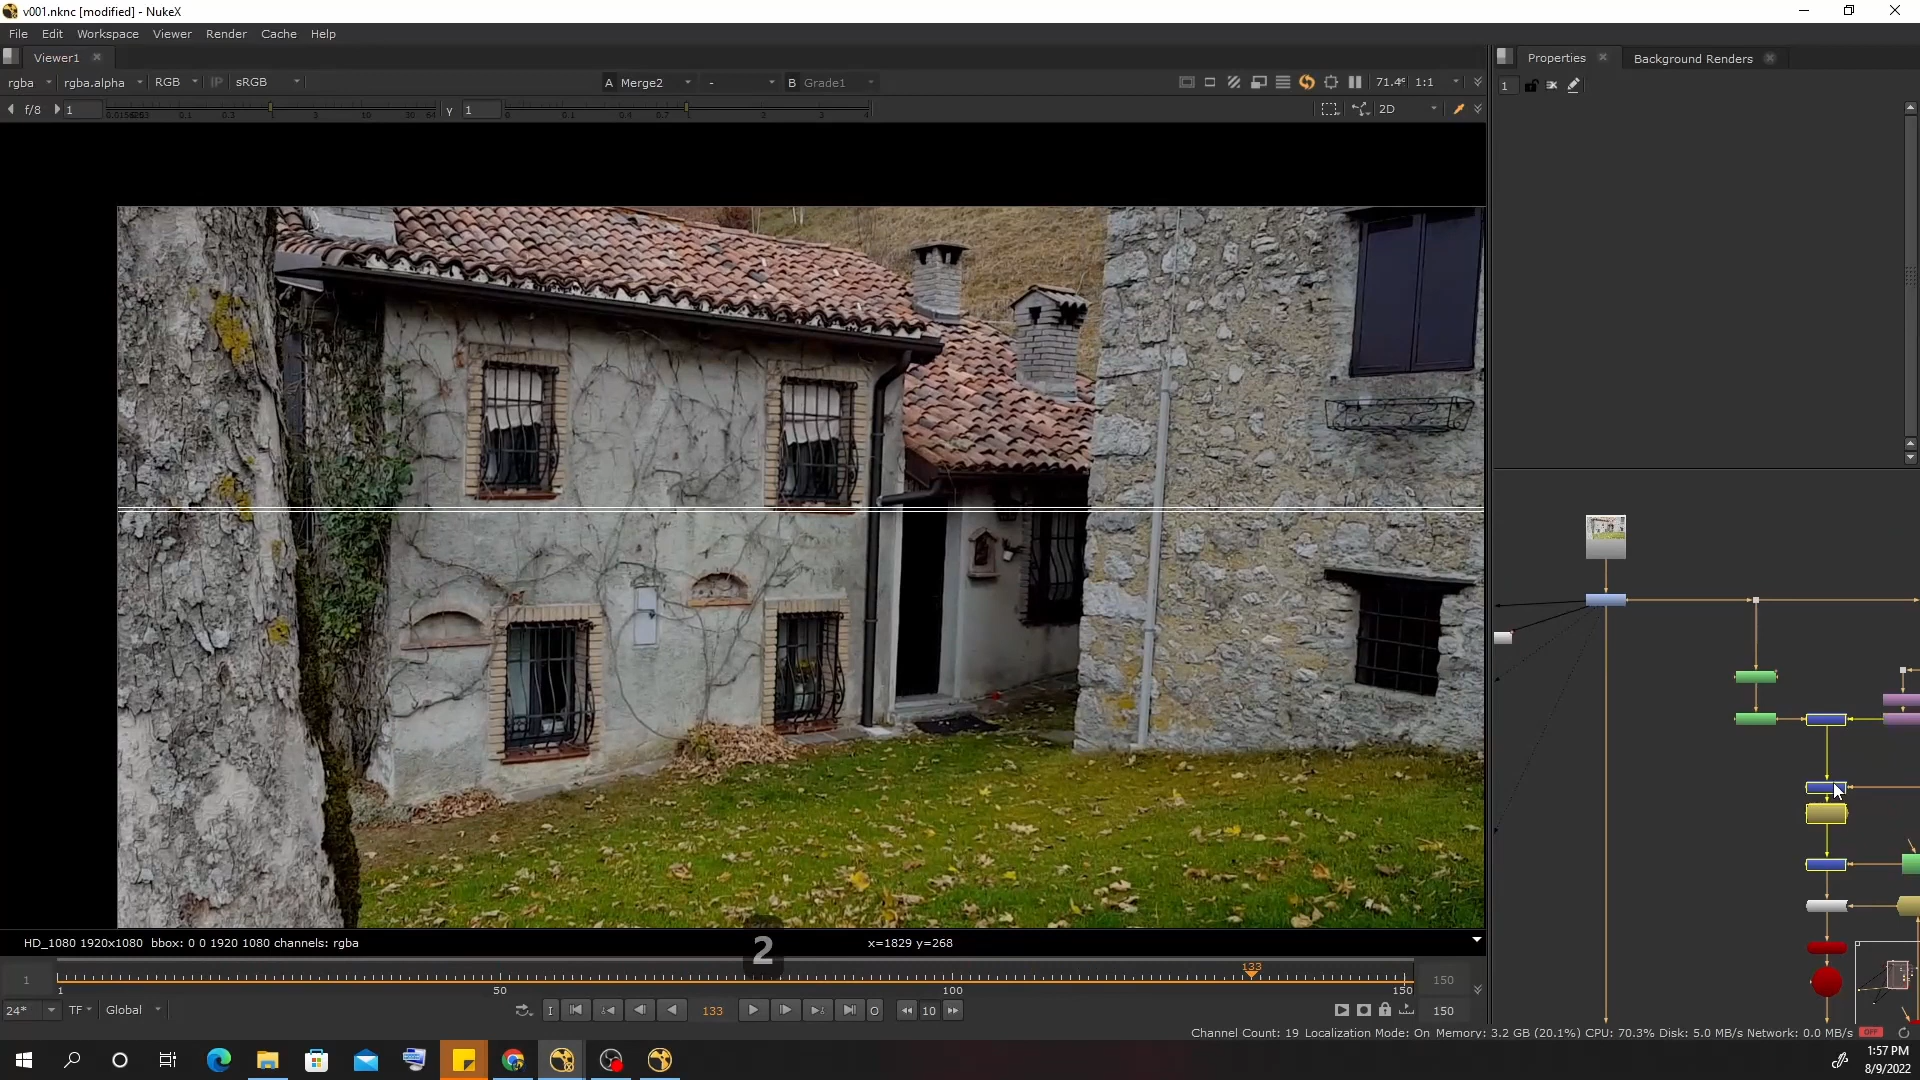 v001.nknc [modified] - NukeX
File Edit Workspace Viewer Render Cache Help
Viewer1
Properties
Background Renders
rgba
rgba.alpha
RGB
IP
sRGB
A Merge2
-
B Grade1
1:1
1
f/8
1
γ 1
2D
HD_1080 1920x1080 bbox: 0 0 1920 1080 channels: rgba
2
x=1829 y=268
1
133
150
1
50
100
150
24*
TF
Global
I
133
O
10
150
Channel Count: 19 Localization Mode: On Memory: 3.2 GB (20.1%) CPU: 70.3% Disk: 5.0 MB/s Network: 0.0 MB/s
OFF
1:57 PM
8/9/2022